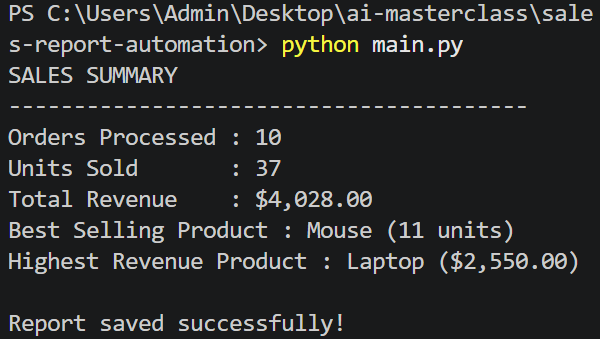 PS C:\Users\Admin\Desktop\ai-masterclass\sale
s-report-automation> python main.py
SALES SUMMARY
----------------------------------------
Orders Processed : 10
Units Sold       : 37
Total Revenue    : $4,028.00
Best Selling Product : Mouse (11 units)
Highest Revenue Product : Laptop ($2,550.00)

Report saved successfully!